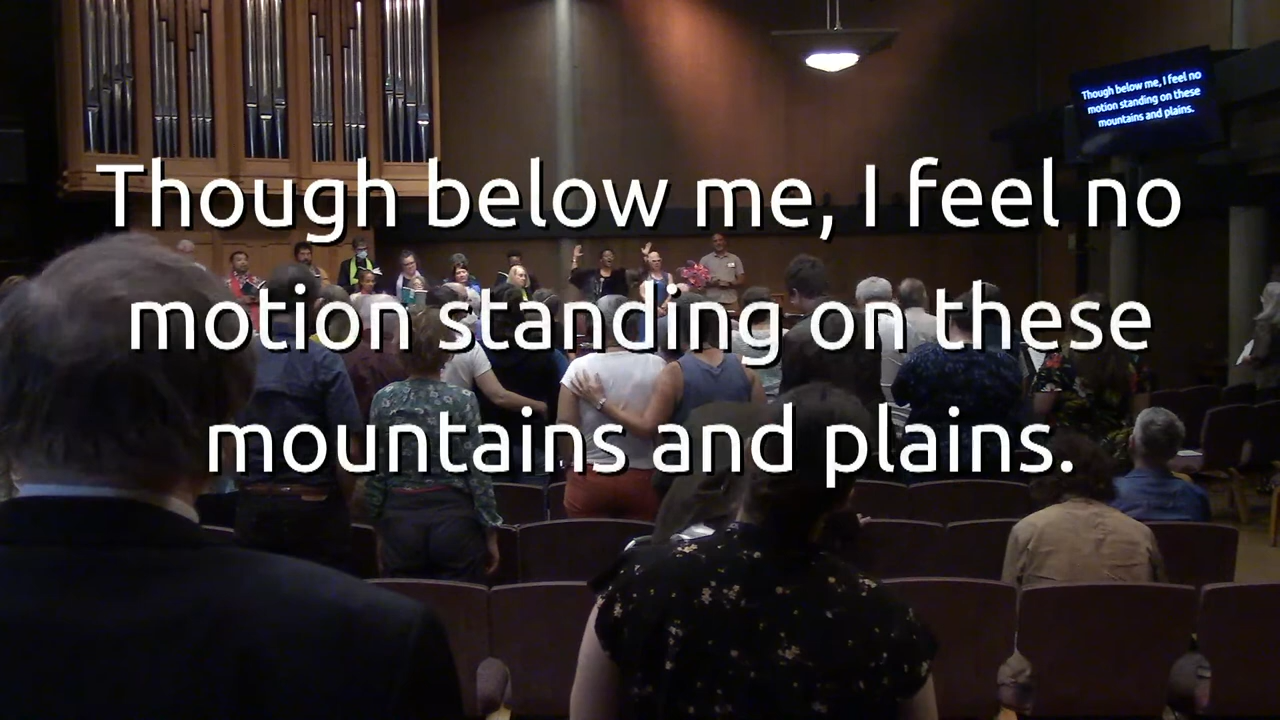 Though below me, I feel no
motion standing on these
mountains and plains.
Though below me, I feel no
motion standing on these
mountains and plains.